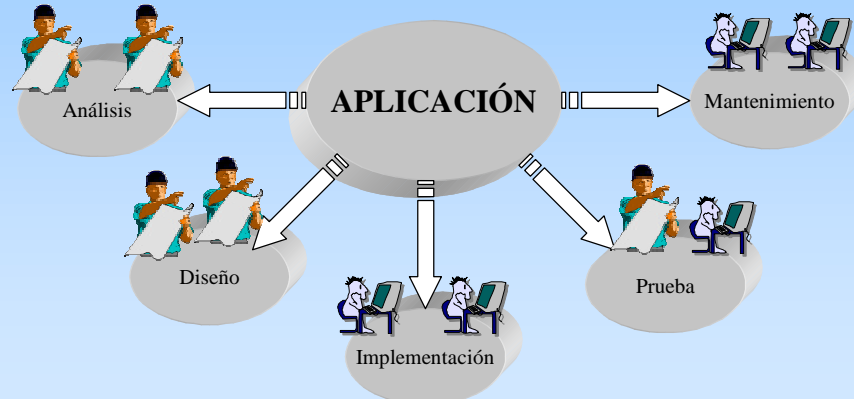 APLICACIÓN
Análisis
Mantenimiento
Diseño
Prueba
Implementación